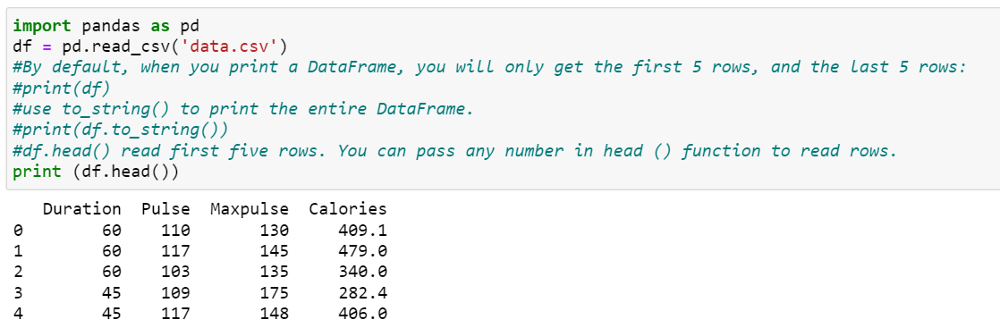 import pandas as pd
df = pd.read_csv('data.csv')
#By default, when you print a DataFrame, you will only get the first 5 rows, and the last 5 rows:
#print(df)
#use to_string() to print the entire DataFrame.
#print(df.to_string())
#df.head() read first five rows. You can pass any number in head () function to read rows.
print (df.head())
   Duration  Pulse  Maxpulse  Calories
0        60    110       130     409.1
1        60    117       145     479.0
2        60    103       135     340.0
3        45    109       175     282.4
4        45    117       148     406.0